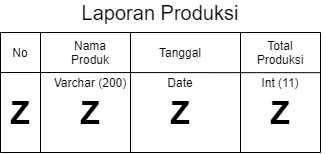 Laporan Produksi
No Nama Produk Tanggal Total Produksi
Varchar (200) Date Int (11)
Z Z Z Z